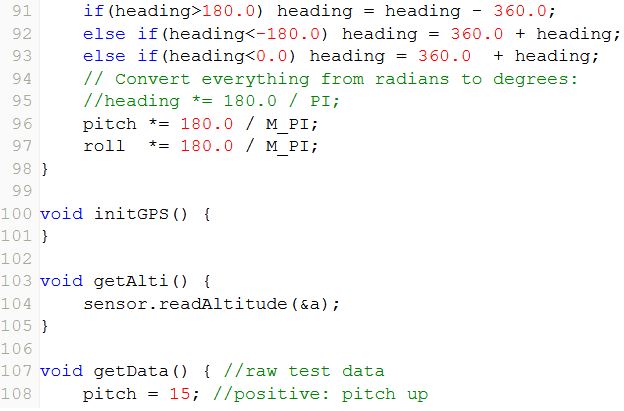 91 if(heading>180.0) heading = heading - 360.0;
92 else if(heading<-180.0) heading = 360.0 + heading;
93 else if(heading<0.0) heading = 360.0  + heading;
94 // Convert everything from radians to degrees:
95 //heading *= 180.0 / PI;
96 pitch *= 180.0 / M_PI;
97 roll  *= 180.0 / M_PI;
98 }
99
100 void initGPS() {
101 }
102
103 void getAlti() {
104 sensor.readAltitude(&a);
105 }
106
107 void getData() { //raw test data
108 pitch = 15; //positive: pitch up